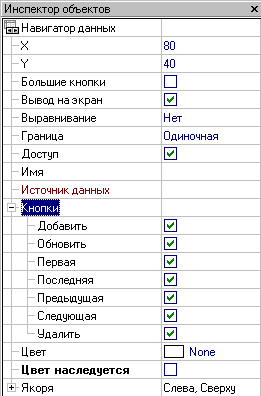 Инспектор объектов
Навигатор данных
X 80
Y 40
Большие кнопки
Вывод на экран
Выравнивание Нет
Граница Одиночная
Доступ
Имя
Источник данных
Кнопки
Добавить
Обновить
Первая
Последняя
Предыдущая
Следующая
Удалить
Цвет None
Цвет наследуется
Якоря Слева, Сверху